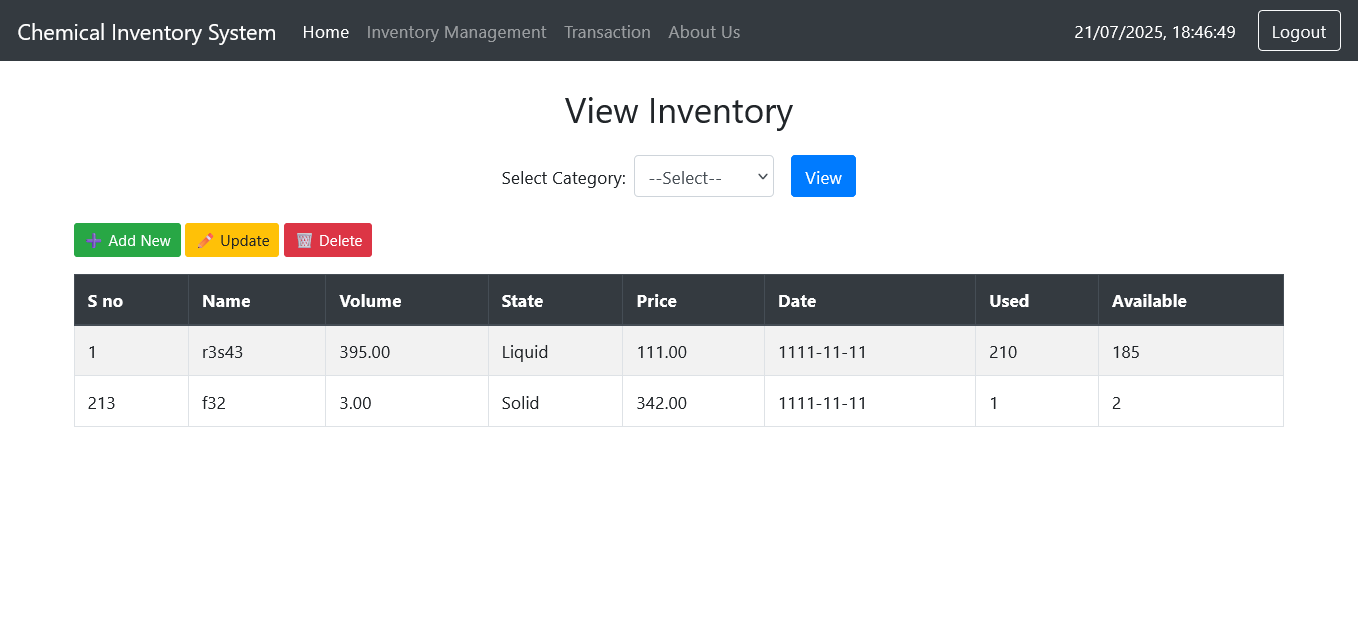 Chemical Inventory System Home Inventory Management Transaction About Us 21/07/2025, 18:46:49 Logout
View Inventory
Select Category: --Select-- View
Add New Update Delete
S no Name Volume State Price Date Used Available
1 r3s43 395.00 Liquid 111.00 1111-11-11 210 185
213 f32 3.00 Solid 342.00 1111-11-11 1 2